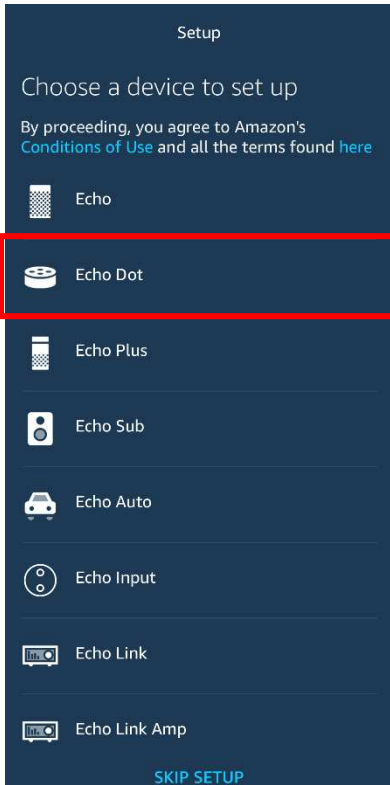 Setup
Choose a device to set up
By proceeding, you agree to Amazon's
Conditions of Use and all the terms found here
Echo
Echo Dot
Echo Plus
Echo Sub
Echo Auto
Echo Input
Echo Link
Echo Link Amp
SKIP SETUP